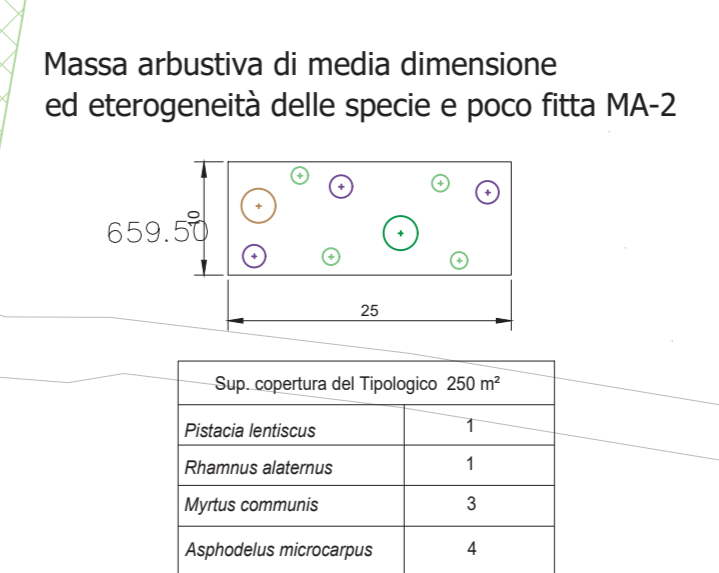 Massa arbustiva di media dimensione
ed eterogeneità delle specie e poco fitta MA-2
659.50
10
25
Sup. copertura del Tipologico 250 m²
Pistacia lentiscus 1
Rhamnus alaternus 1
Myrtus communis 3
Asphodelus microcarpus 4